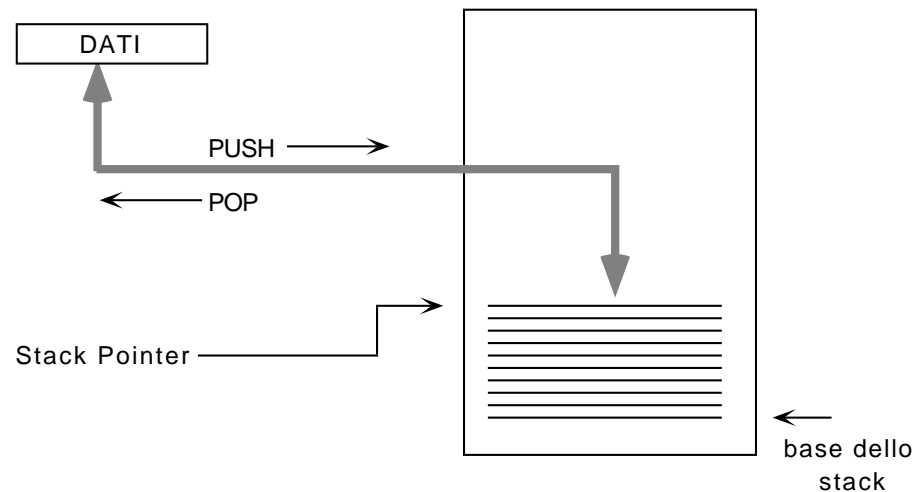 DATI
PUSH
POP
Stack Pointer
base dello
stack